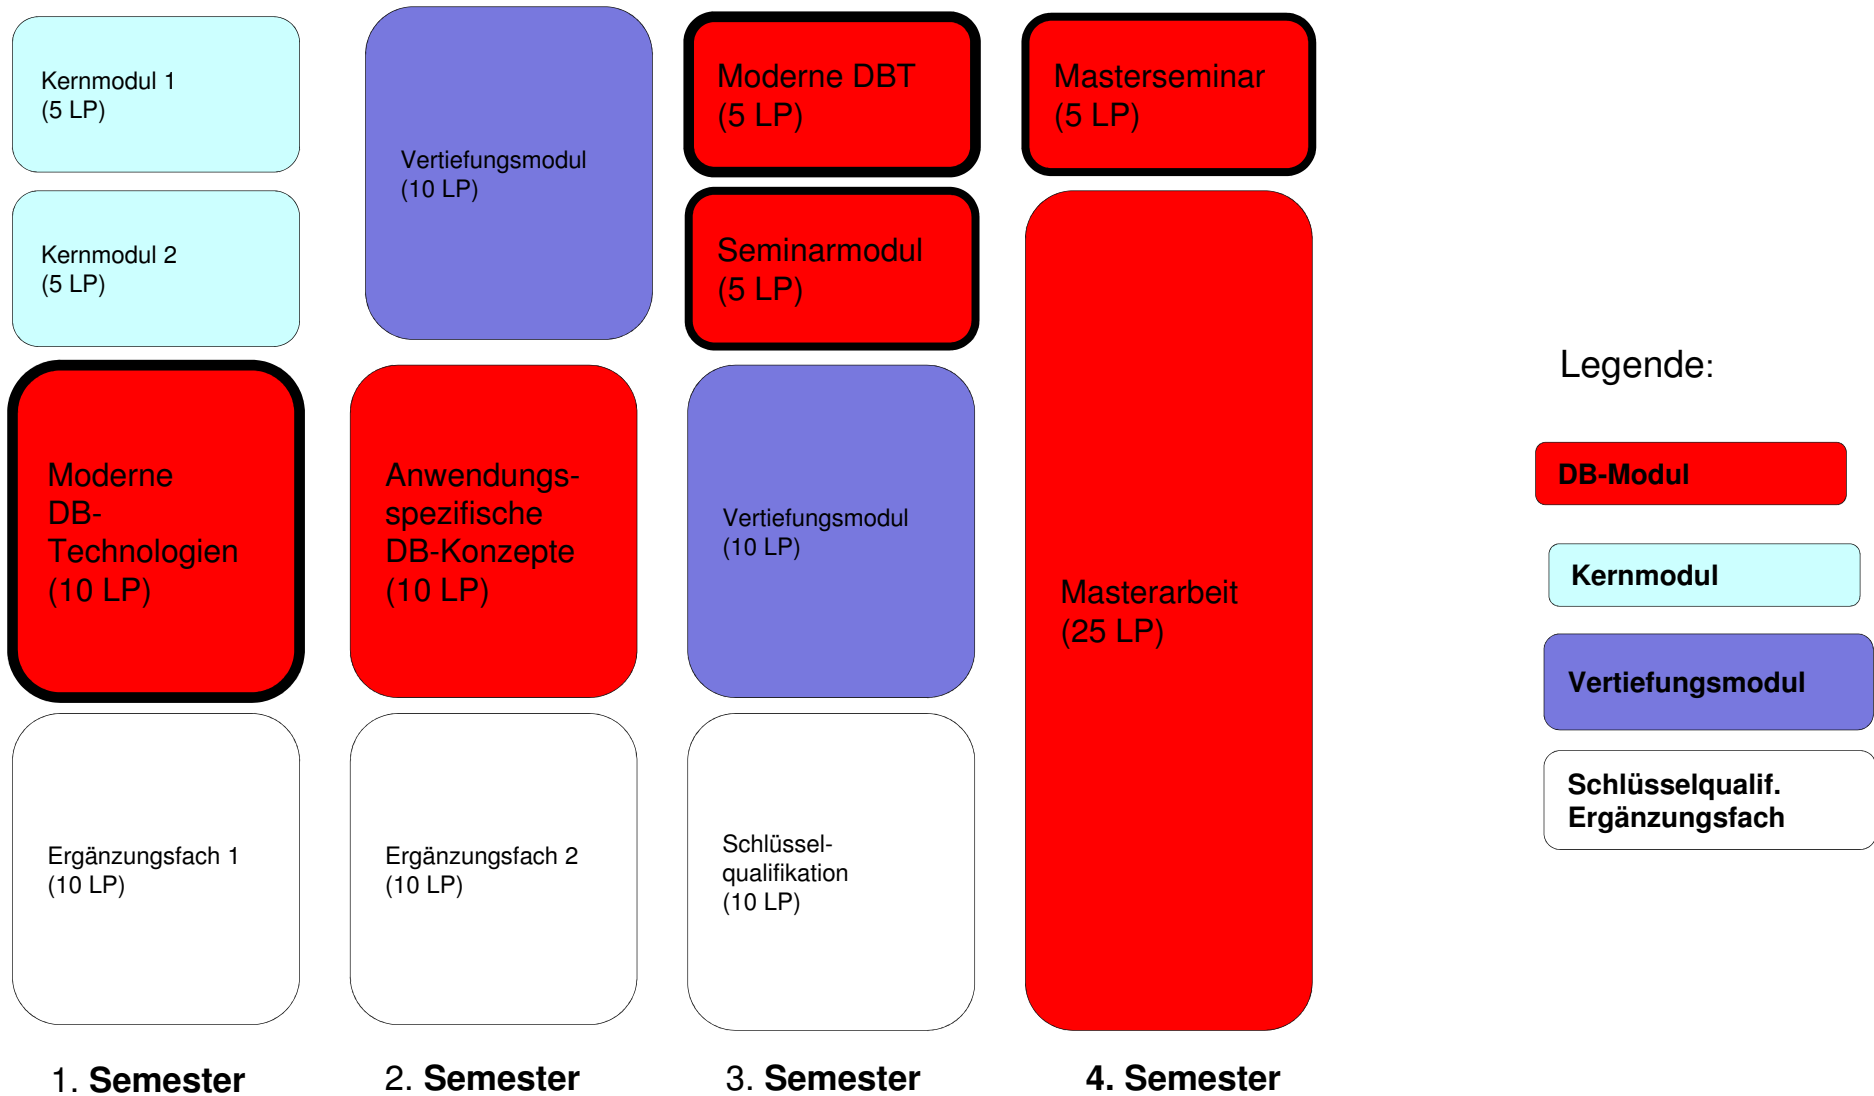 Kernmodul 1
(5 LP)
Kernmodul 2
(5 LP)
Moderne
DB-
Technologien
(10 LP)
Ergänzungsfach 1
(10 LP)
1. Semester
Vertiefungsmodul
(10 LP)
Anwendungs-
spezifische
DB-Konzepte
(10 LP)
Ergänzungsfach 2
(10 LP)
2. Semester
Moderne DBT
(5 LP)
Seminarmodul
(5 LP)
Vertiefungsmodul
(10 LP)
Schlüssel-
qualifikation
(10 LP)
3. Semester
Masterseminar
(5 LP)
Masterarbeit
(25 LP)
4. Semester
Legende:
DB-Modul
Kernmodul
Vertiefungsmodul
Schlüsselqualif.
Ergänzungsfach